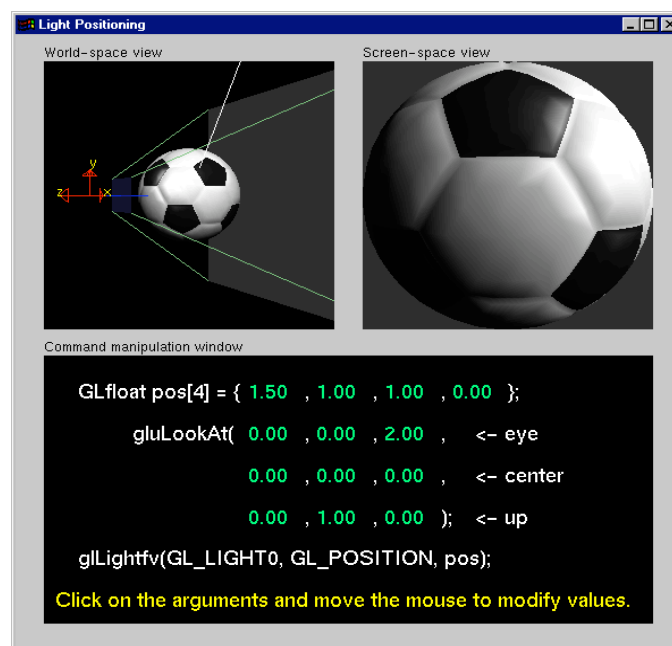 Light Positioning
World-space view
Screen-space view
y
z
x
Command manipulation window
GLfloat pos[4] = { 1.50 , 1.00 , 1.00 , 0.00 };
gluLookAt( 0.00 , 0.00 , 2.00 , <- eye
0.00 , 0.00 , 0.00 , <- center
0.00 , 1.00 , 0.00 ); <- up
glLightfv(GL_LIGHT0, GL_POSITION, pos);
Click on the arguments and move the mouse to modify values.